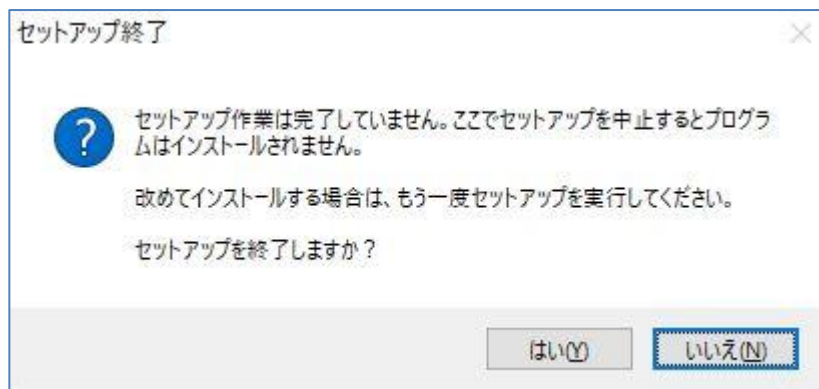 セットアップ終了
セットアップ作業は完了していません。ここでセットアップを中止するとプログラ
ムはインストールされません。
改めてインストールする場合は、もう一度セットアップを実行してください。
セットアップを終了しますか？
はい(Y)
いいえ(N)